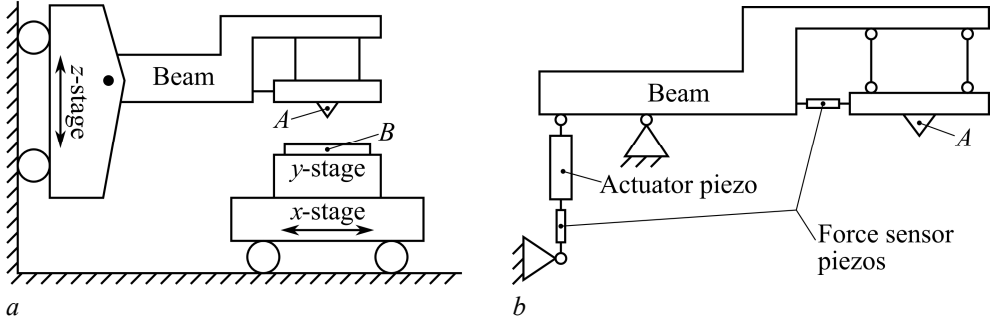 z-stage
Beam
A
B
y-stage
x-stage
a
Beam
A
Actuator piezo
Force sensor
piezos
b